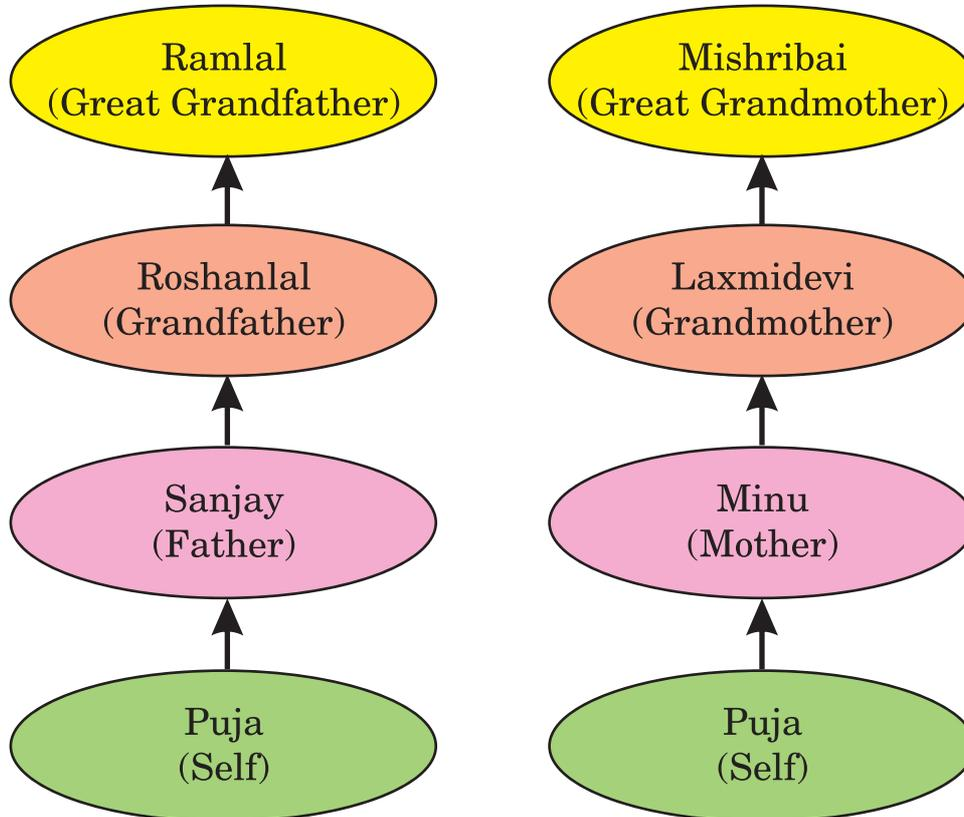 Ramlal
(Great Grandfather)
Mishribai
(Great Grandmother)
Roshanlal
(Grandfather)
Laxmidevi
(Grandmother)
Sanjay
(Father)
Minu
(Mother)
Puja
(Self)
Puja
(Self)